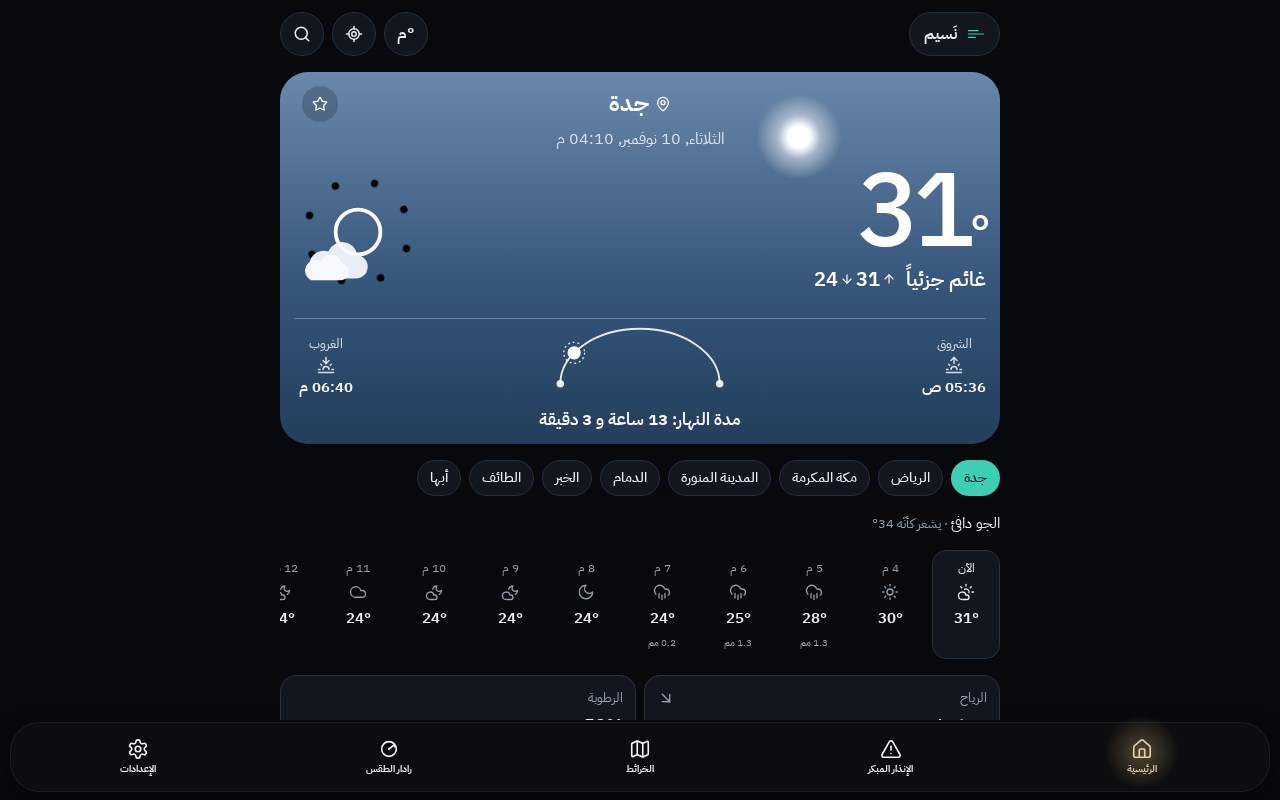 نَسيم
°م
جدة
الثلاثاء, 10 نوفمبر, 04:10 م
31°
غائم جزئياً 31 24
الشروق
05:36 ص
الغروب
06:40 م
مدة النهار: 13 ساعة و 3 دقيقة
جدة الرياض مكة المكرمة المدينة المنورة الدمام الخبر الطائف أبها
الجو دافئ · يشعر كأنه 34°
الآن 4 م 5 م 6 م 7 م 8 م 9 م 10 م 11 م 12
31° 30° 28° 25° 24° 24° 24° 24° 24°
1.3 مم 1.3 مم 0.2 مم
الرياح
الرطوبة
الرئيسية الإنذار المبكر الخرائط رادار الطقس الإعدادات